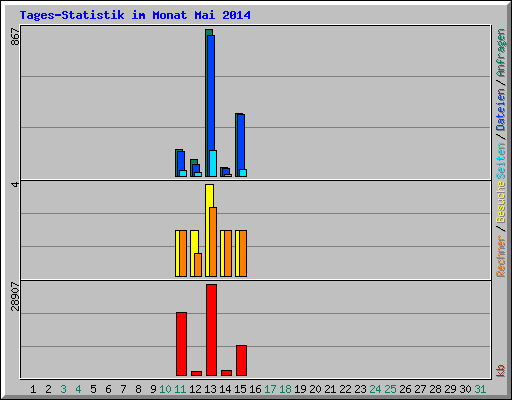 Tages-Statistik im Monat Mai 2014
867
4
28907
Anfragen / Dateien / Seiten
Rechner / Besuche
kb
1 2 3 4 5 6 7 8 9 10 11 12 13 14 15 16 17 18 19 20 21 22 23 24 25 26 27 28 29 30 31